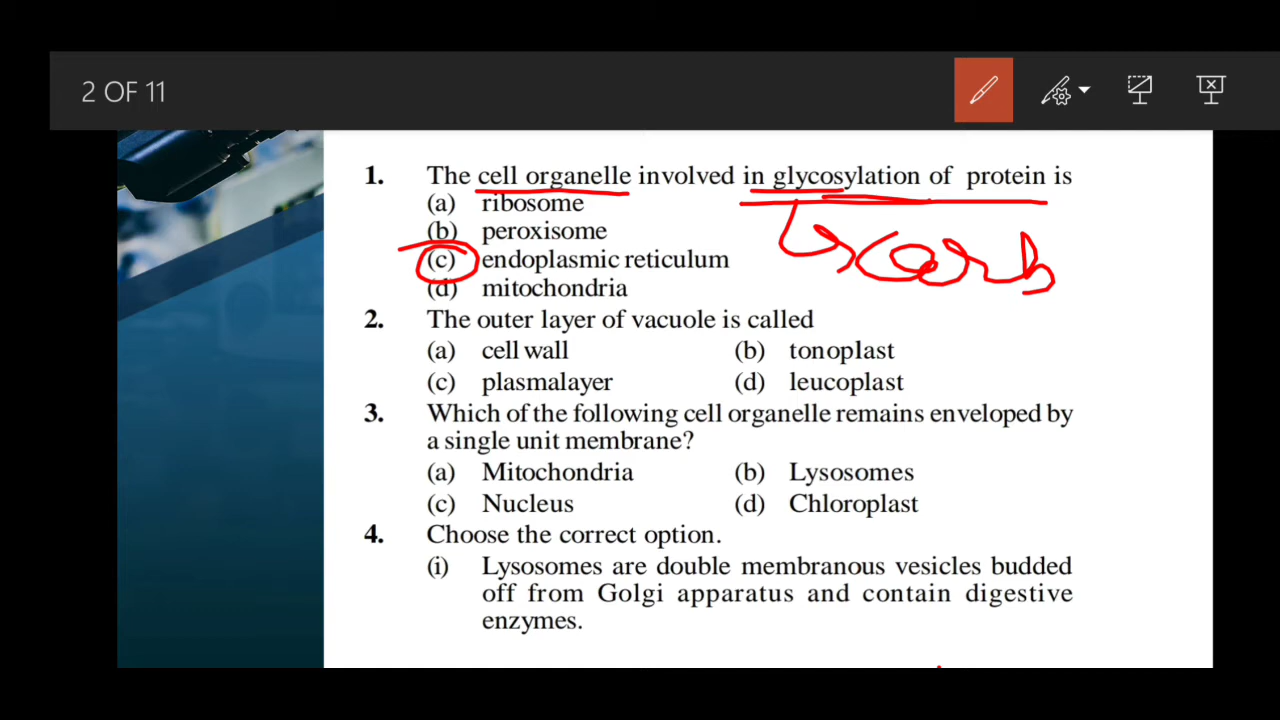 2 OF 11
1. The cell organelle involved in glycosylation of protein is
(a) ribosome
(b) peroxisome
(c) endoplasmic reticulum
carb
(d) mitochondria
2. The outer layer of vacuole is called
(a) cell wall (b) tonoplast
(c) plasmalayer (d) leucoplast
3. Which of the following cell organelle remains enveloped by
a single unit membrane?
(a) Mitochondria (b) Lysosomes
(c) Nucleus (d) Chloroplast
4. Choose the correct option.
(i) Lysosomes are double membranous vesicles budded
off from Golgi apparatus and contain digestive
enzymes.